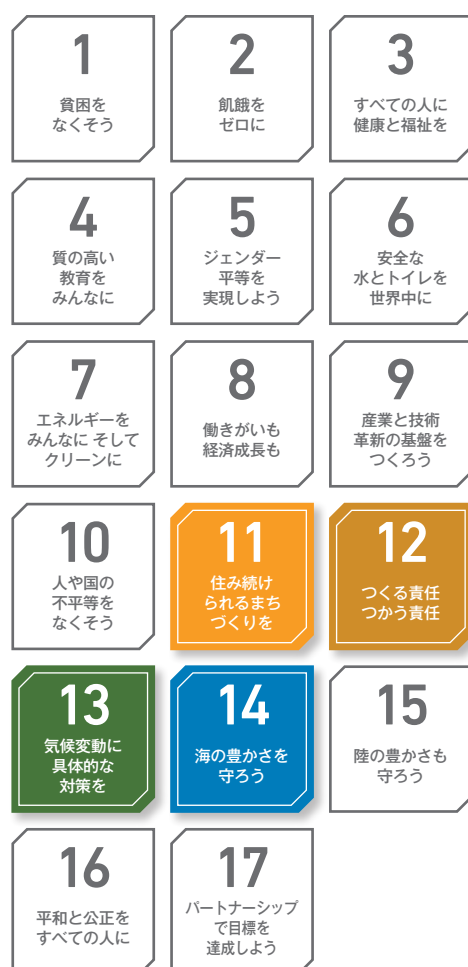 1
貧困を
なくそう
2
飢餓を
ゼロに
3
すべての人に
健康と福祉を
4
質の高い
教育を
みんなに
5
ジェンダー
平等を
実現しよう
6
安全な
水とトイレを
世界中に
7
エネルギーを
みんなに そして
クリーンに
8
働きがいも
経済成長も
9
産業と技術
革新の基盤を
つくろう
10
人や国の
不平等を
なくそう
11
住み続け
られるまち
づくりを
12
つくる責任
つかう責任
13
気候変動に
具体的な
対策を
14
海の豊かさを
守ろう
15
陸の豊かさも
守ろう
16
平和と公正を
すべての人に
17
パートナーシップ
で目標を
達成しよう